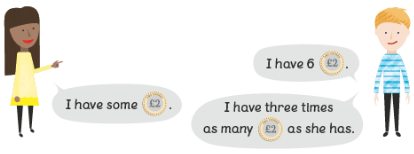 I have 6 £2 .
I have some £2 .
I have three times
as many £2 as she has.